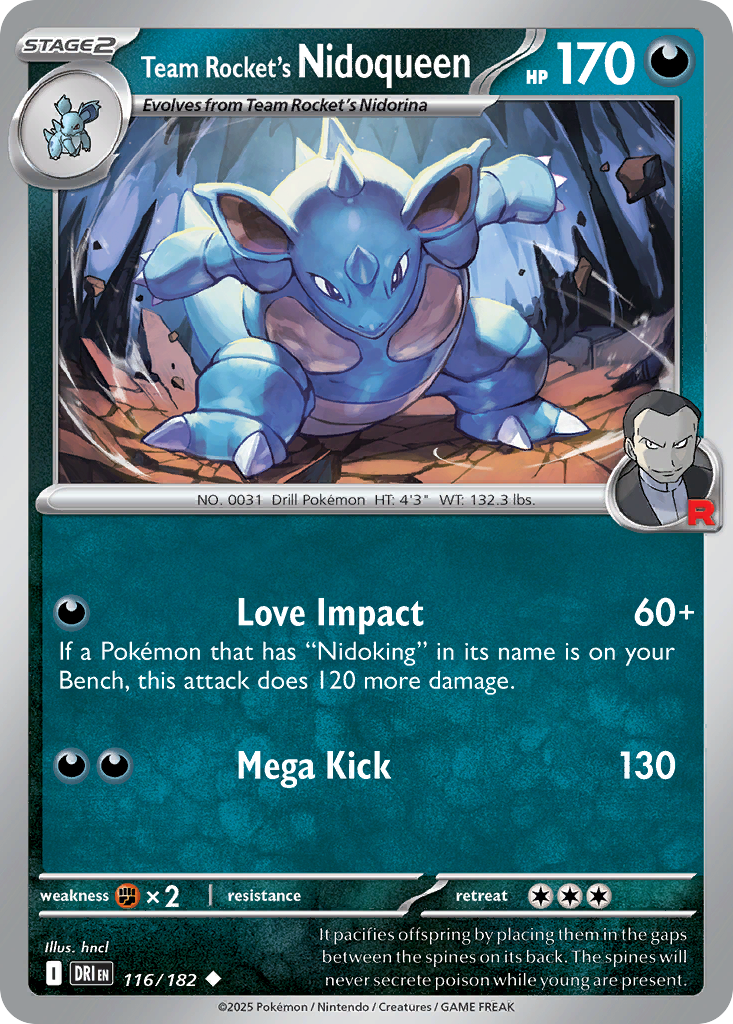 STAGE2
Team Rocket's Nidoqueen HP 170
Evolves from Team Rocket's Nidorina
R
NO. 0031 Drill Pokémon HT: 4'3" WT: 132.3 lbs.
Love Impact 60+
If a Pokémon that has “Nidoking” in its name is on your
Bench, this attack does 120 more damage.
Mega Kick 130
weakness ×2 resistance retreat
Illus. hncl
It pacifies offspring by placing them in the gaps
between the spines on its back. The spines will
never secrete poison while young are present.
I DRI EN 116/182
©2025 Pokémon / Nintendo / Creatures / GAME FREAK